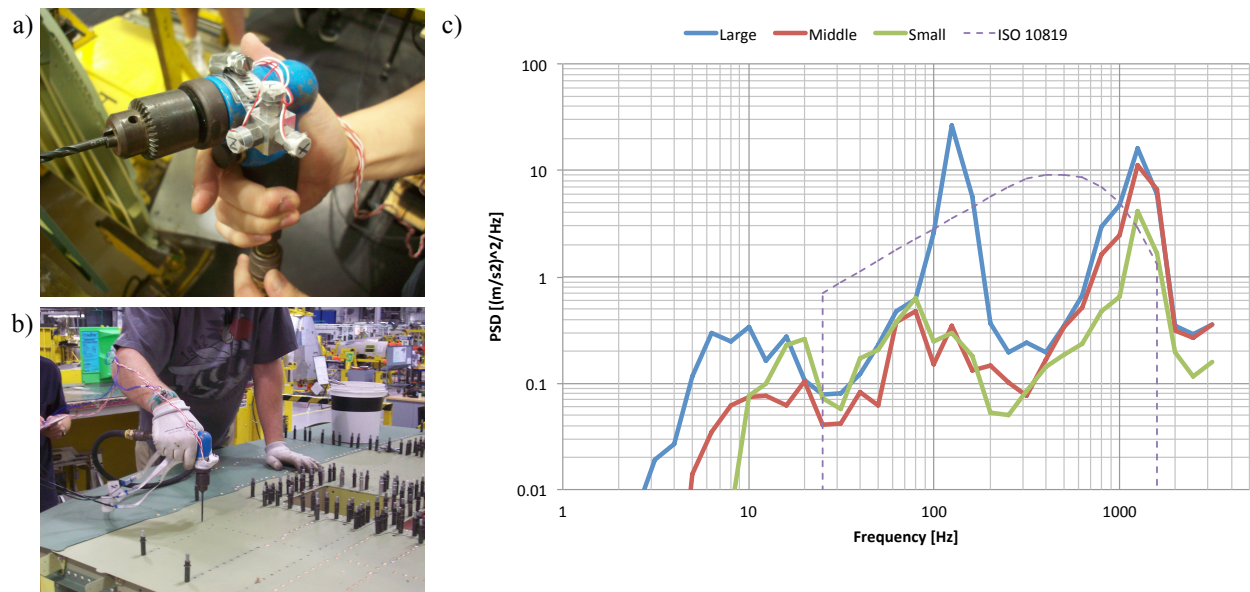 a)
b)
c)
Large Middle Small ISO 10819
PSD [(m/s2)^2/Hz]
100
10
1
0.1
0.01
1 10 100 1000
Frequency [Hz]